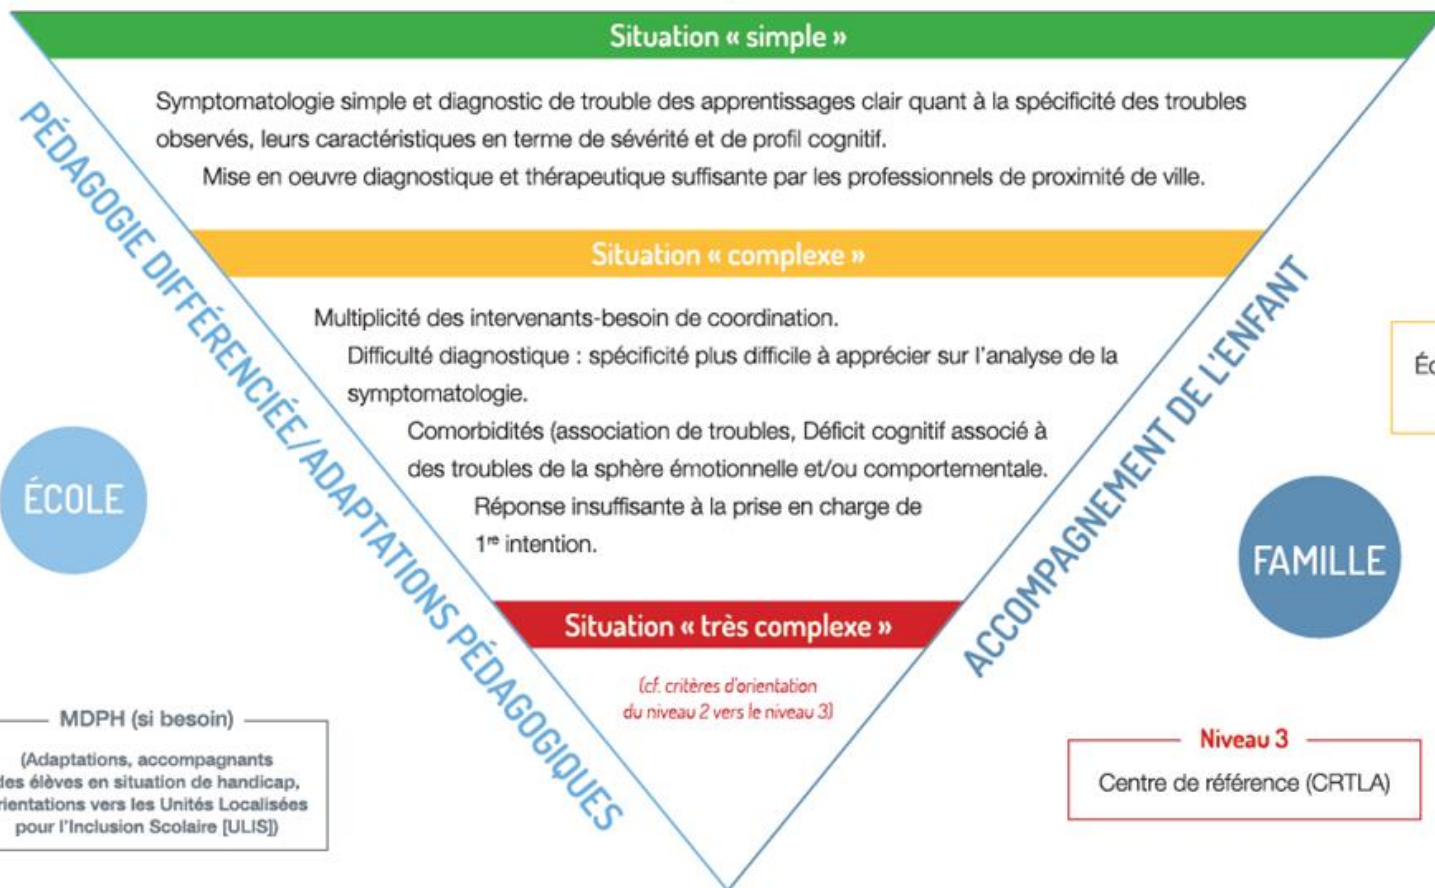 Situation « simple »
Symptomatologie simple et diagnostic de trouble des apprentissages clair quant à la spécificité des troubles
observés, leurs caractéristiques en terme de sévérité et de profil cognitif.
Mise en oeuvre diagnostique et thérapeutique suffisante par les professionnels de proximité de ville.
Situation « complexe »
Multiplicité des intervenants-besoin de coordination.
Difficulté diagnostique : spécificité plus difficile à apprécier sur l'analyse de la
symptomatologie.
Comorbidités (association de troubles, Déficit cognitif associé à
des troubles de la sphère émotionnelle et/ou comportementale.
Réponse insuffisante à la prise en charge de
1re intention.
Situation « très complexe »
(cf. critères d'orientation
du niveau 2 vers le niveau 3)
PÉDAGOGIE DIFFÉRENCIÉE/ADAPTATIONS PÉDAGOGIQUES
ACCOMPAGNEMENT DE L'ENFANT
ÉCOLE
FAMILLE
MDPH (si besoin)
(Adaptations, accompagnants
des élèves en situation de handicap,
rientations vers les Unités Localisées
pour l'Inclusion Scolaire [ULIS])
Niveau 3
Centre de référence (CRTLA)